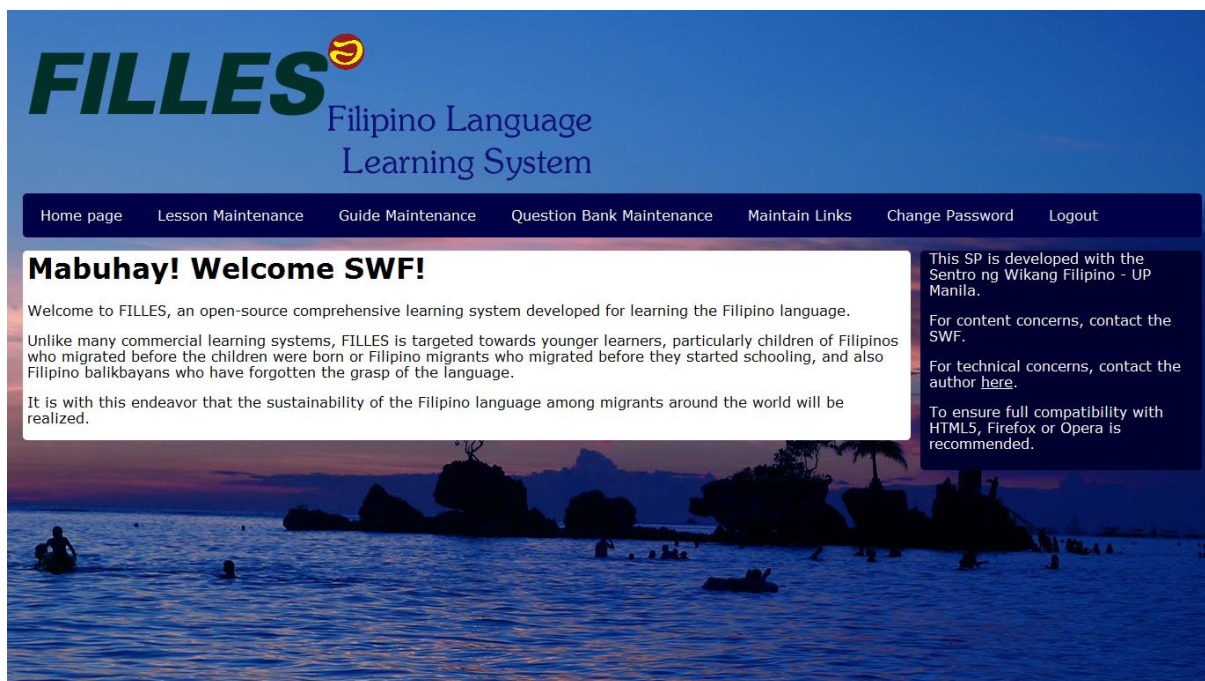 FILLES
Filipino Language
Learning System
Home page Lesson Maintenance Guide Maintenance Question Bank Maintenance Maintain Links Change Password Logout
Mabuhay! Welcome SWF!
Welcome to FILLES, an open-source comprehensive learning system developed for learning the Filipino language.
Unlike many commercial learning systems, FILLES is targeted towards younger learners, particularly children of Filipinos
who migrated before the children were born or Filipino migrants who migrated before they started schooling, and also
Filipino balikbayans who have forgotten the grasp of the language.
It is with this endeavor that the sustainability of the Filipino language among migrants around the world will be
realized.
This SP is developed with the
Sentro ng Wikang Filipino - UP
Manila.
For content concerns, contact the
SWF.
For technical concerns, contact the
author here.
To ensure full compatibility with
HTML5, Firefox or Opera is
recommended.